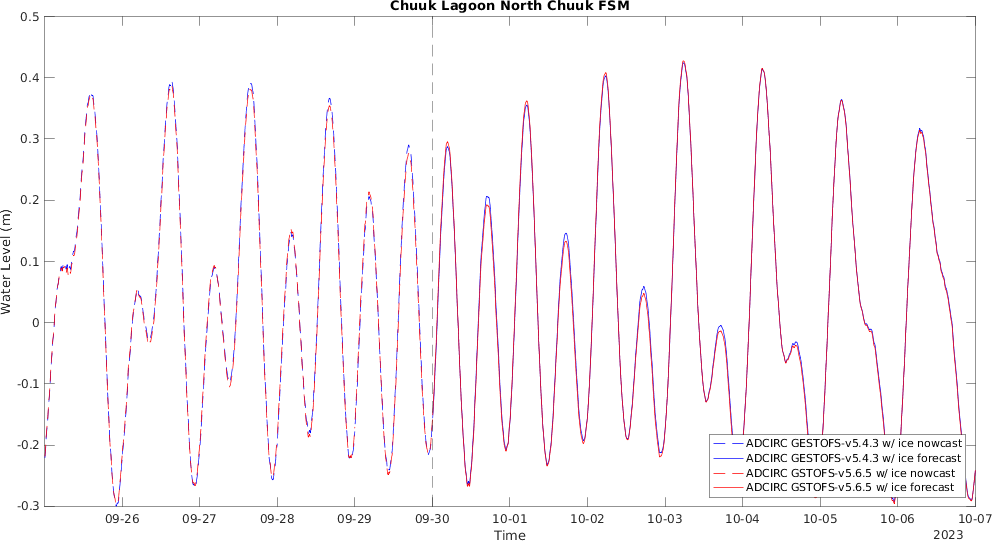 Chuuk Lagoon North Chuuk FSM
0.5
0.4
0.3
0.2
0.1
0
-0.1
-0.2
-0.3
Water Level (m)
ADCIRC GESTOFS-v5.4.3 w/ ice nowcast
ADCIRC GESTOFS-v5.4.3 w/ ice forecast
ADCIRC GSTOFS-v5.6.5 w/ ice nowcast
ADCIRC GSTOFS-v5.6.5 w/ ice forecast
09-26 09-27 09-28 09-29 09-30 10-01 10-02 10-03 10-04 10-05 10-06 10-07
Time
2023